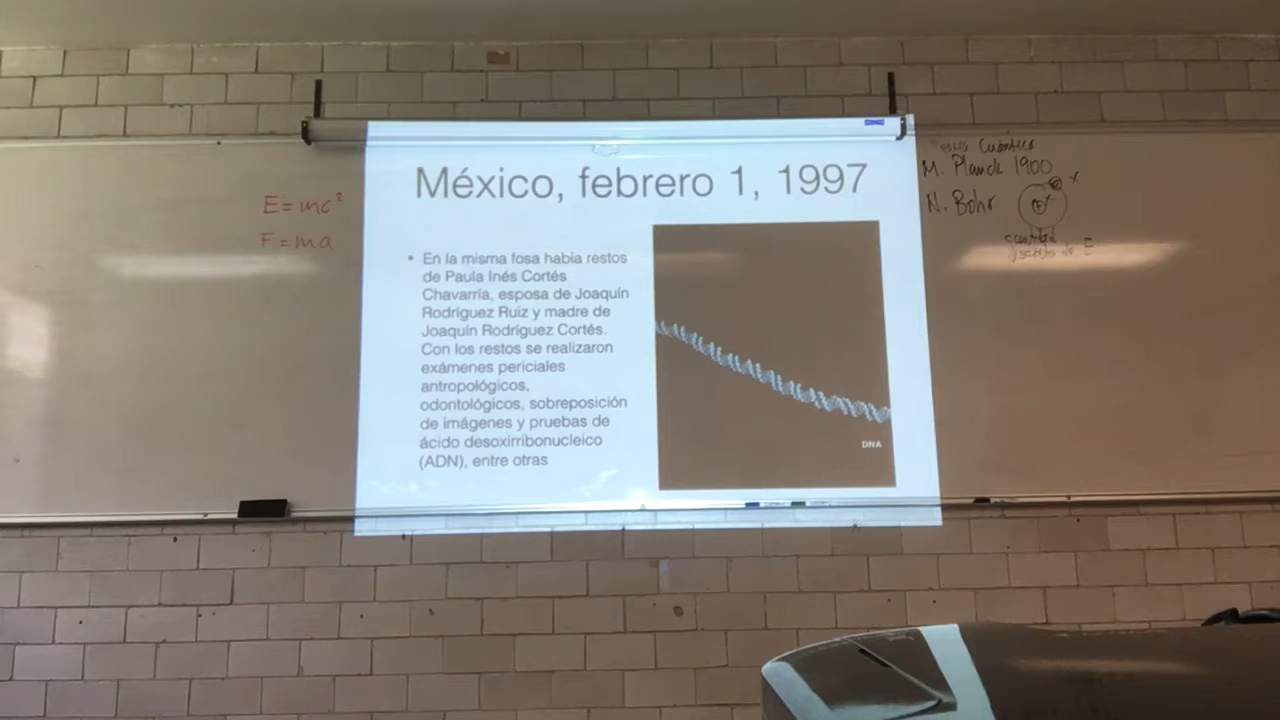 México, febrero 1, 1997
• En la misma fosa había restos
de Paula Inés Cortés
Chavarría, esposa de Joaquín
Rodríguez Ruiz y madre de
Joaquín Rodríguez Cortés.
Con los restos se realizaron
exámenes periciales
antropológicos,
odontológicos, sobreposición
de imágenes y pruebas de
ácido desoxirribonucleico
(ADN), entre otras
DNA
E=mc²
F=ma
Cuántica
M. Planck 1900
N. Bohr